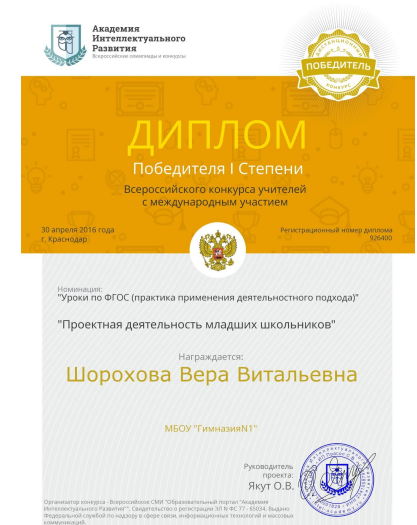 Академия
Интеллектуального
Развития
Всероссийские олимпиады и конкурсы
ДИСТАНЦИОННЫЙ
ПОБЕДИТЕЛЬ
КОНКУРС
ДИПЛОМ
Победителя I Степени
Всероссийского конкурса учителей
с международным участием
30 апреля 2016 года
г. Краснодар
Регистрационный номер диплома
926400
Номинация:
"Уроки по ФГОС (практика применения деятельностного подхода)"
"Проектная деятельность младших школьников"
Награждается:
Шорохова Вера Витальевна
МБОУ "ГимназияN1"
Руководитель
проекта:
Якут О.В.
Организатор конкурса - Всероссийское СМИ "Образовательный портал "Академия
Интеллектуального Развития"". Свидетельство о регистрации ЭЛ N ФС 77 - 65034. Выдано
Федеральной службой по надзору в сфере связи, информационных технологий и массовых
коммуникаций.